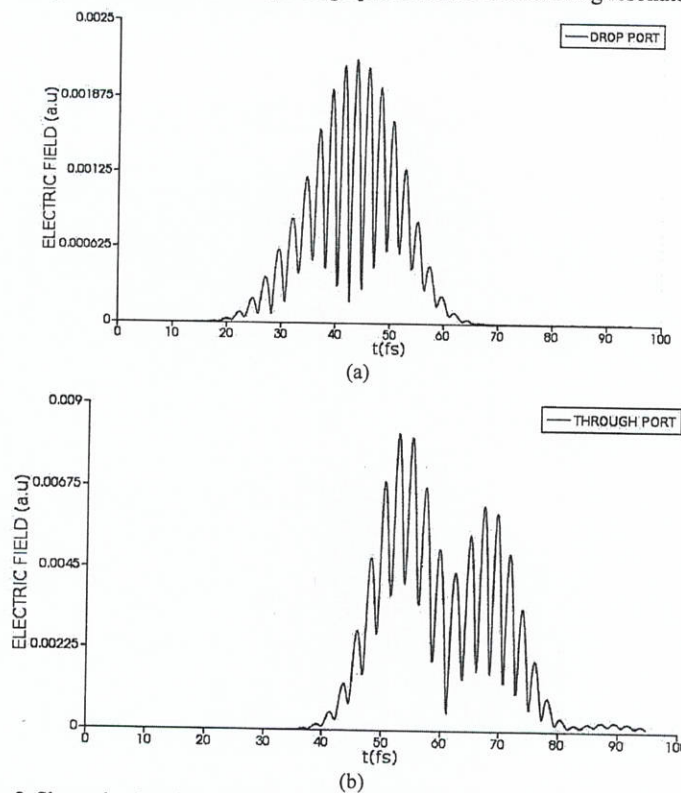 0.0025
DROP PORT
0.001875
0.00125
0.000625
0
ELECTRIC FIELD (a.u)
0 10 20 30 40 50 60 70 80 90 100
t(fs)
(a)
0.009
THROUGH PORT
0.00675
0.0045
0.00225
0
ELECTRIC FIELD (a.u)
0 10 20 30 40 50 60 70 80 90 100
t(fs)
(b)